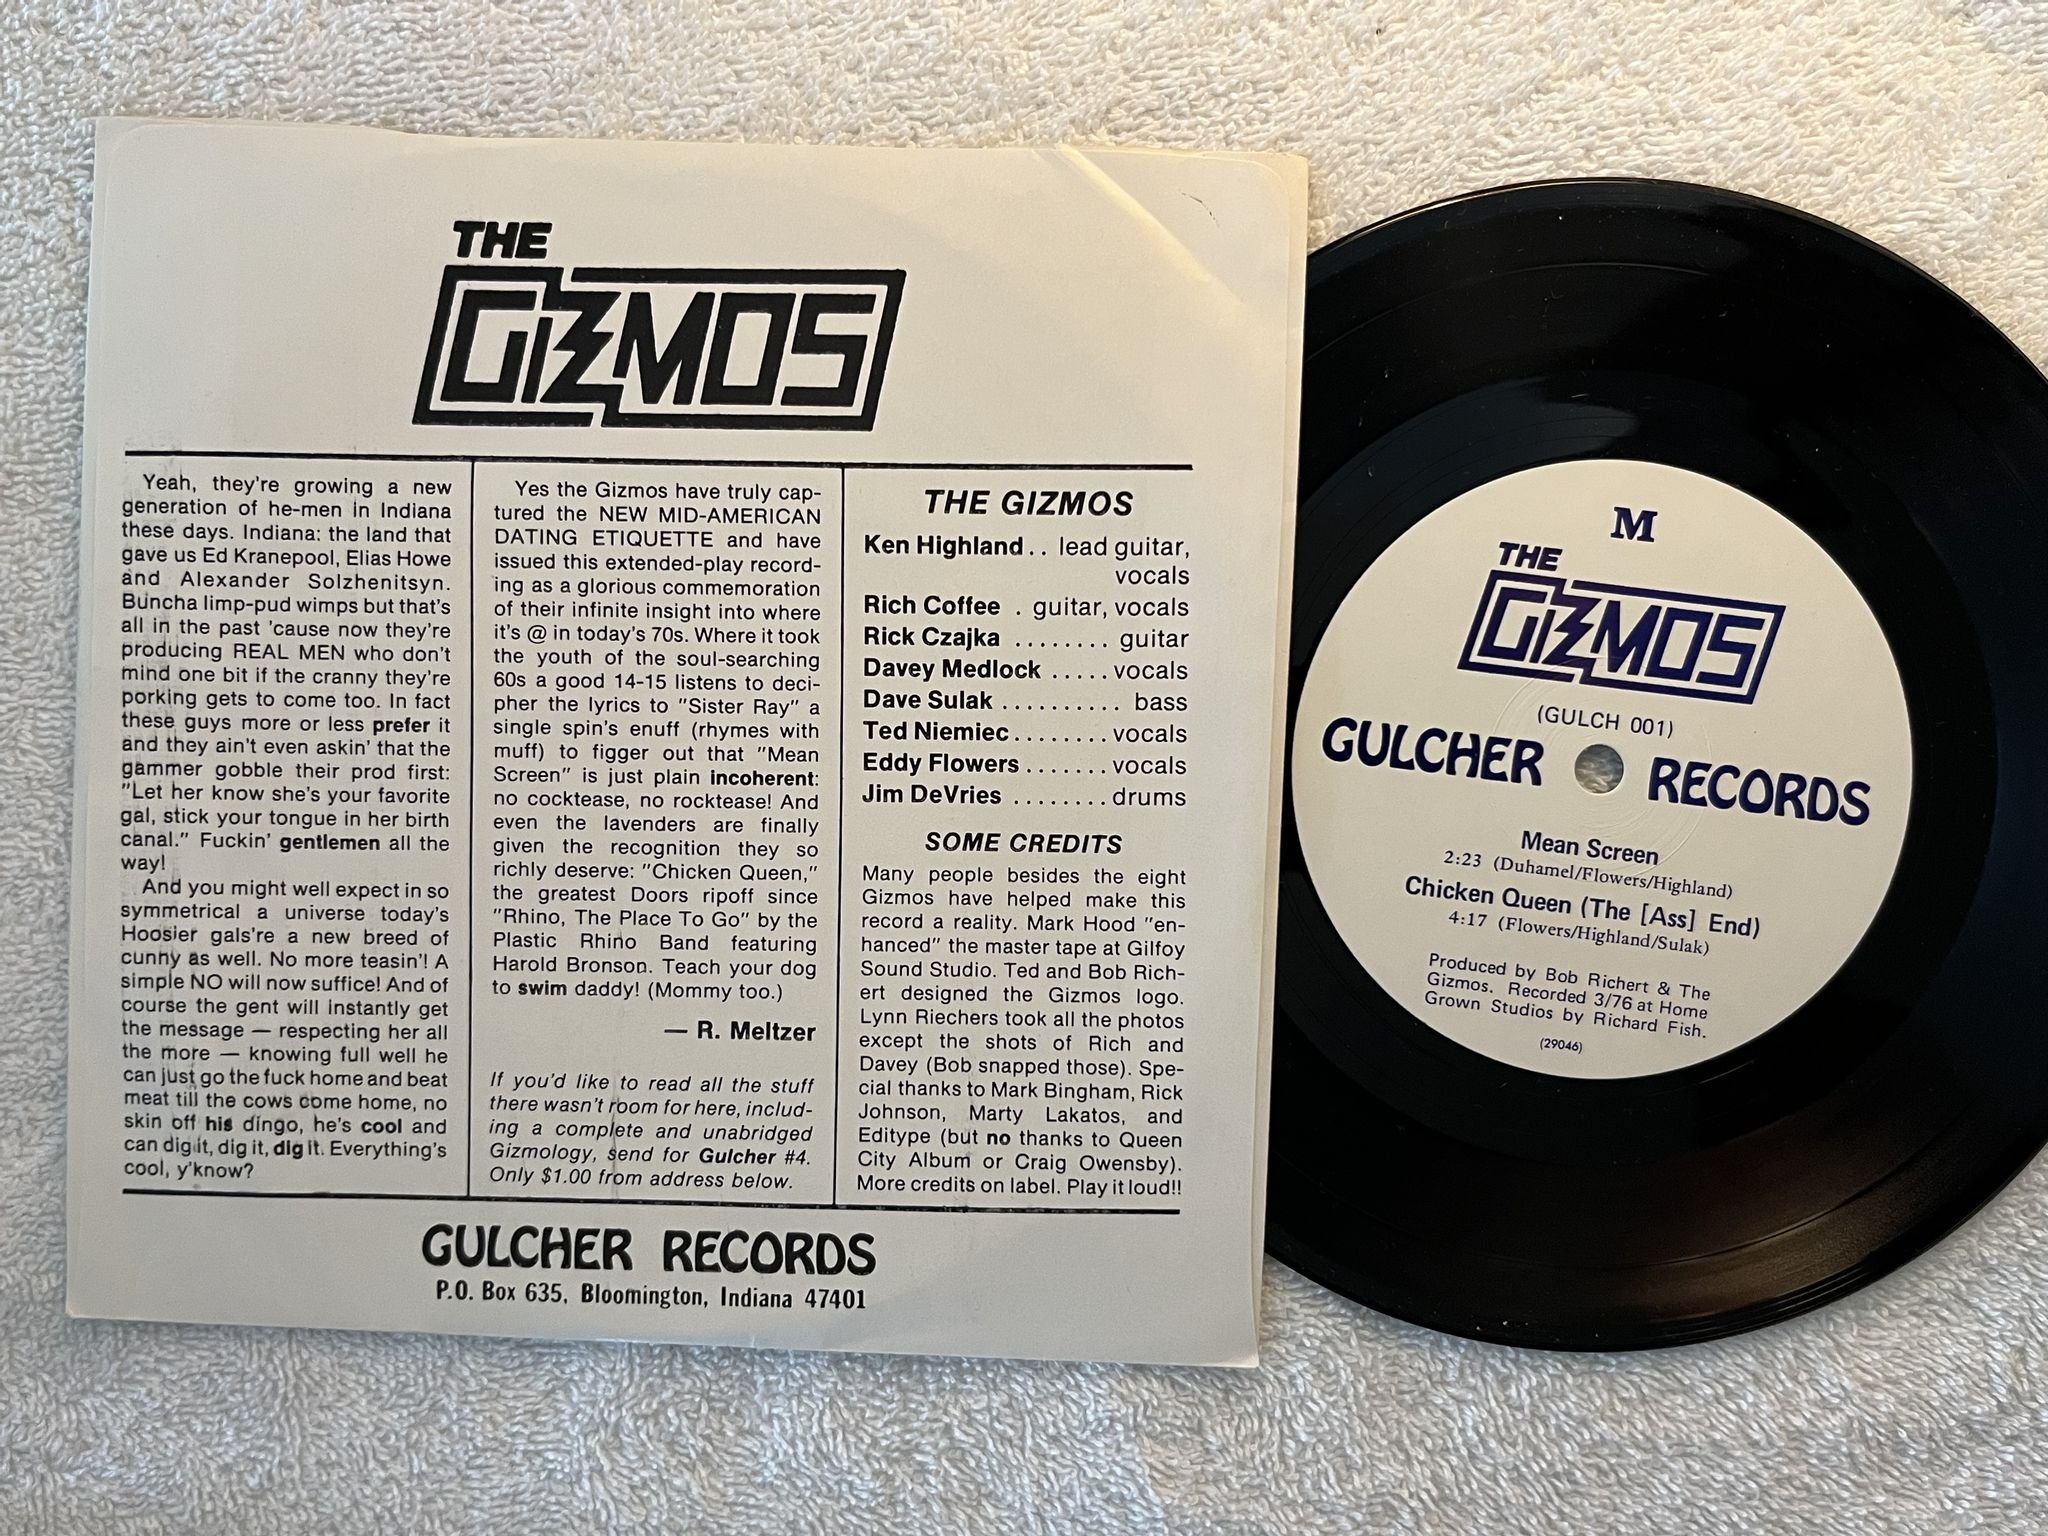 THE
GIZMOS
Yeah, they're growing a new
generation of he-men in Indiana
these days. Indiana: the land that
gave us Ed Kranepool, Elias Howe
and Alexander Solzhenitsyn.
Buncha limp-pud wimps but that's
all in the past 'cause now they're
producing REAL MEN who don't
mind one bit if the cranny they're
porking gets to come too. In fact
these guys more or less prefer it
and they ain't even askin' that the
gammer gobble their prod first:
"Let her know she's your favorite
gal, stick your tongue in her birth
canal." Fuckin' gentlemen all the
way!
And you might well expect in so
symmetrical a universe today's
Hoosier gals're a new breed of
cunny as well. No more teasin'! A
simple NO will now suffice! And of
course the gent will instantly get
the message — respecting her all
the more — knowing full well he
can just go the fuck home and beat
meat till the cows come home, no
skin off his dingo, he's cool and
can dig it, dig it, dig it. Everything's
cool, y'know?
Yes the Gizmos have truly cap-
tured the NEW MID-AMERICAN
DATING ETIQUETTE and have
issued this extended-play record-
ing as a glorious commemoration
of their infinite insight into where
it's @ in today's 70s. Where it took
the youth of the soul-searching
60s a good 14-15 listens to deci-
pher the lyrics to "Sister Ray" a
single spin's enuff (rhymes with
muff) to figger out that "Mean
Screen" is just plain incoherent:
no cocktease, no rocktease! And
even the lavenders are finally
given the recognition they so
richly deserve: "Chicken Queen,"
the greatest Doors ripoff since
"Rhino, The Place To Go" by the
Plastic Rhino Band featuring
Harold Bronson. Teach your dog
to swim daddy! (Mommy too.)
— R. Meltzer
If you'd like to read all the stuff
there wasn't room for here, includ-
ing a complete and unabridged
Gizmology, send for Gulcher #4.
Only $1.00 from address below.
THE GIZMOS
Ken Highland . . lead guitar,
vocals
Rich Coffee . guitar, vocals
Rick Czajka . . . . . . . . guitar
Davey Medlock . . . . . vocals
Dave Sulak . . . . . . . . . . bass
Ted Niemiec . . . . . . . vocals
Eddy Flowers . . . . . . . vocals
Jim DeVries . . . . . . . . drums
SOME CREDITS
Many people besides the eight
Gizmos have helped make this
record a reality. Mark Hood "en-
hanced" the master tape at Gilfoy
Sound Studio. Ted and Bob Rich-
ert designed the Gizmos logo.
Lynn Riechers took all the photos
except the shots of Rich and
Davey (Bob snapped those). Spe-
cial thanks to Mark Bingham, Rick
Johnson, Marty Lakatos, and
Editype (but no thanks to Queen
City Album or Craig Owensby).
More credits on label. Play it loud!!
GULCHER RECORDS
P.O. Box 635, Bloomington, Indiana 47401
M
THE
GIZMOS
(GULCH 001)
GULCHER RECORDS
Mean Screen
2:23 (Duhamel/Flowers/Highland)
Chicken Queen (The [Ass] End)
4:17 (Flowers/Highland/Sulak)
Produced by Bob Richert & The
Gizmos. Recorded 3/76 at Home
Grown Studios by Richard Fish.
(29046)